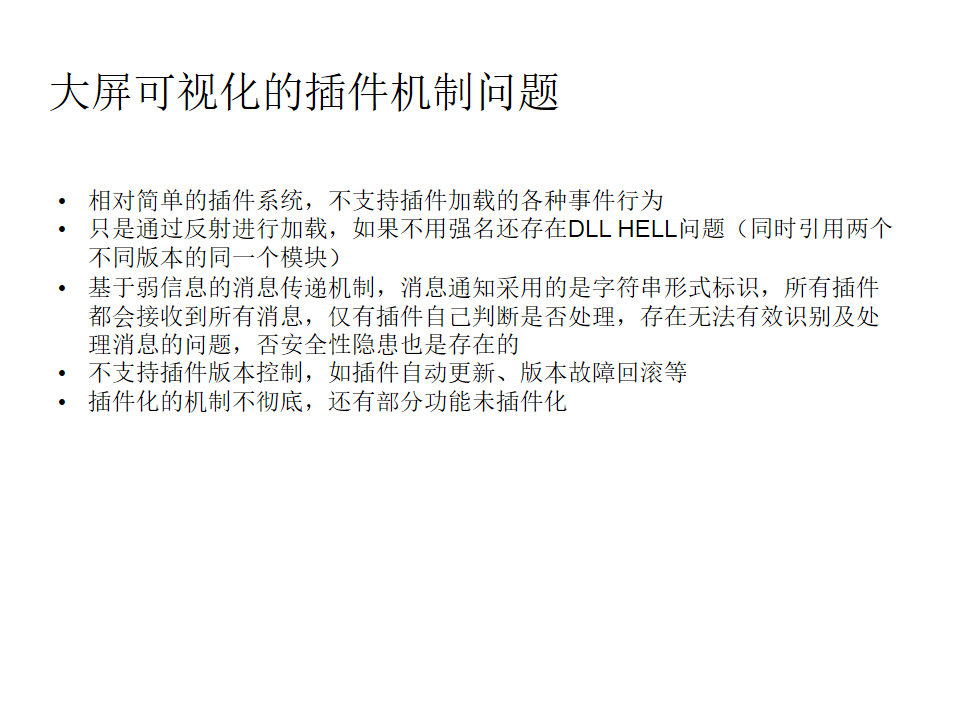 大屏可视化的插件机制问题
• 相对简单的插件系统，不支持插件加载的各种事件行为
• 只是通过反射进行加载，如果不用强名还存在DLL HELL问题（同时引用两个
不同版本的同一个模块）
• 基于弱信息的消息传递机制，消息通知采用的是字符串形式标识，所有插件
都会接收到所有消息，仅有插件自己判断是否处理，存在无法有效识别及处
理消息的问题，否安全性隐患也是存在的
• 不支持插件版本控制，如插件自动更新、版本故障回滚等
• 插件化的机制不彻底，还有部分功能未插件化